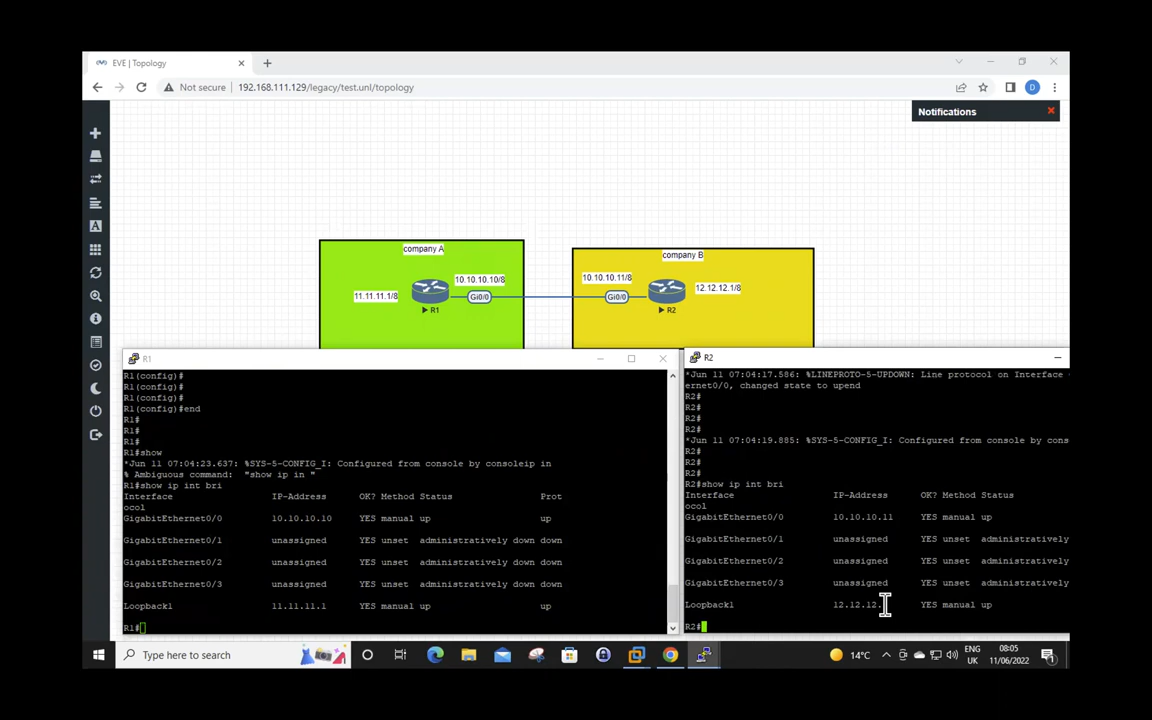 EVE | Topology
Not secure
192.168.111.129/legacy/test.unl/topology
D
Notifications
company A
company B
10.10.10.10/8
10.10.10.11/8
11.11.11.1/8
Gi0/0
Gi0/0
12.12.12.1/8
R1
R2
R1
R1(config)#
R1(config)#
R1(config)#
R1(config)#end
R1#
R1#
R1#
R1#show
*Jun 11 07:04:23.637: %SYS-5-CONFIG_I: Configured from console by consoleip in
% Ambiguous command:  "show ip in "
R1#show ip int bri
Interface IP-Address OK? Method Status Prot
ocol
GigabitEthernet0/0 10.10.10.10 YES manual up up
GigabitEthernet0/1 unassigned YES unset administratively down down
GigabitEthernet0/2 unassigned YES unset administratively down down
GigabitEthernet0/3 unassigned YES unset administratively down down
Loopback1 11.11.11.1 YES manual up up
R1#
R2
*Jun 11 07:04:17.586: %LINEPROTO-5-UPDOWN: Line protocol on Interface
ernet0/0, changed state to upend
R2#
R2#
R2#
R2#
*Jun 11 07:04:19.885: %SYS-5-CONFIG_I: Configured from console by cons
R2#
R2#
R2#
R2#show ip int bri
Interface IP-Address OK? Method Status
ocol
GigabitEthernet0/0 10.10.10.11 YES manual up
GigabitEthernet0/1 unassigned YES unset administratively
GigabitEthernet0/2 unassigned YES unset administratively
GigabitEthernet0/3 unassigned YES unset administratively
Loopback1 12.12.12. YES manual up
R2#
Type here to search
14°C
ENG
UK
08:05
11/06/2022
1